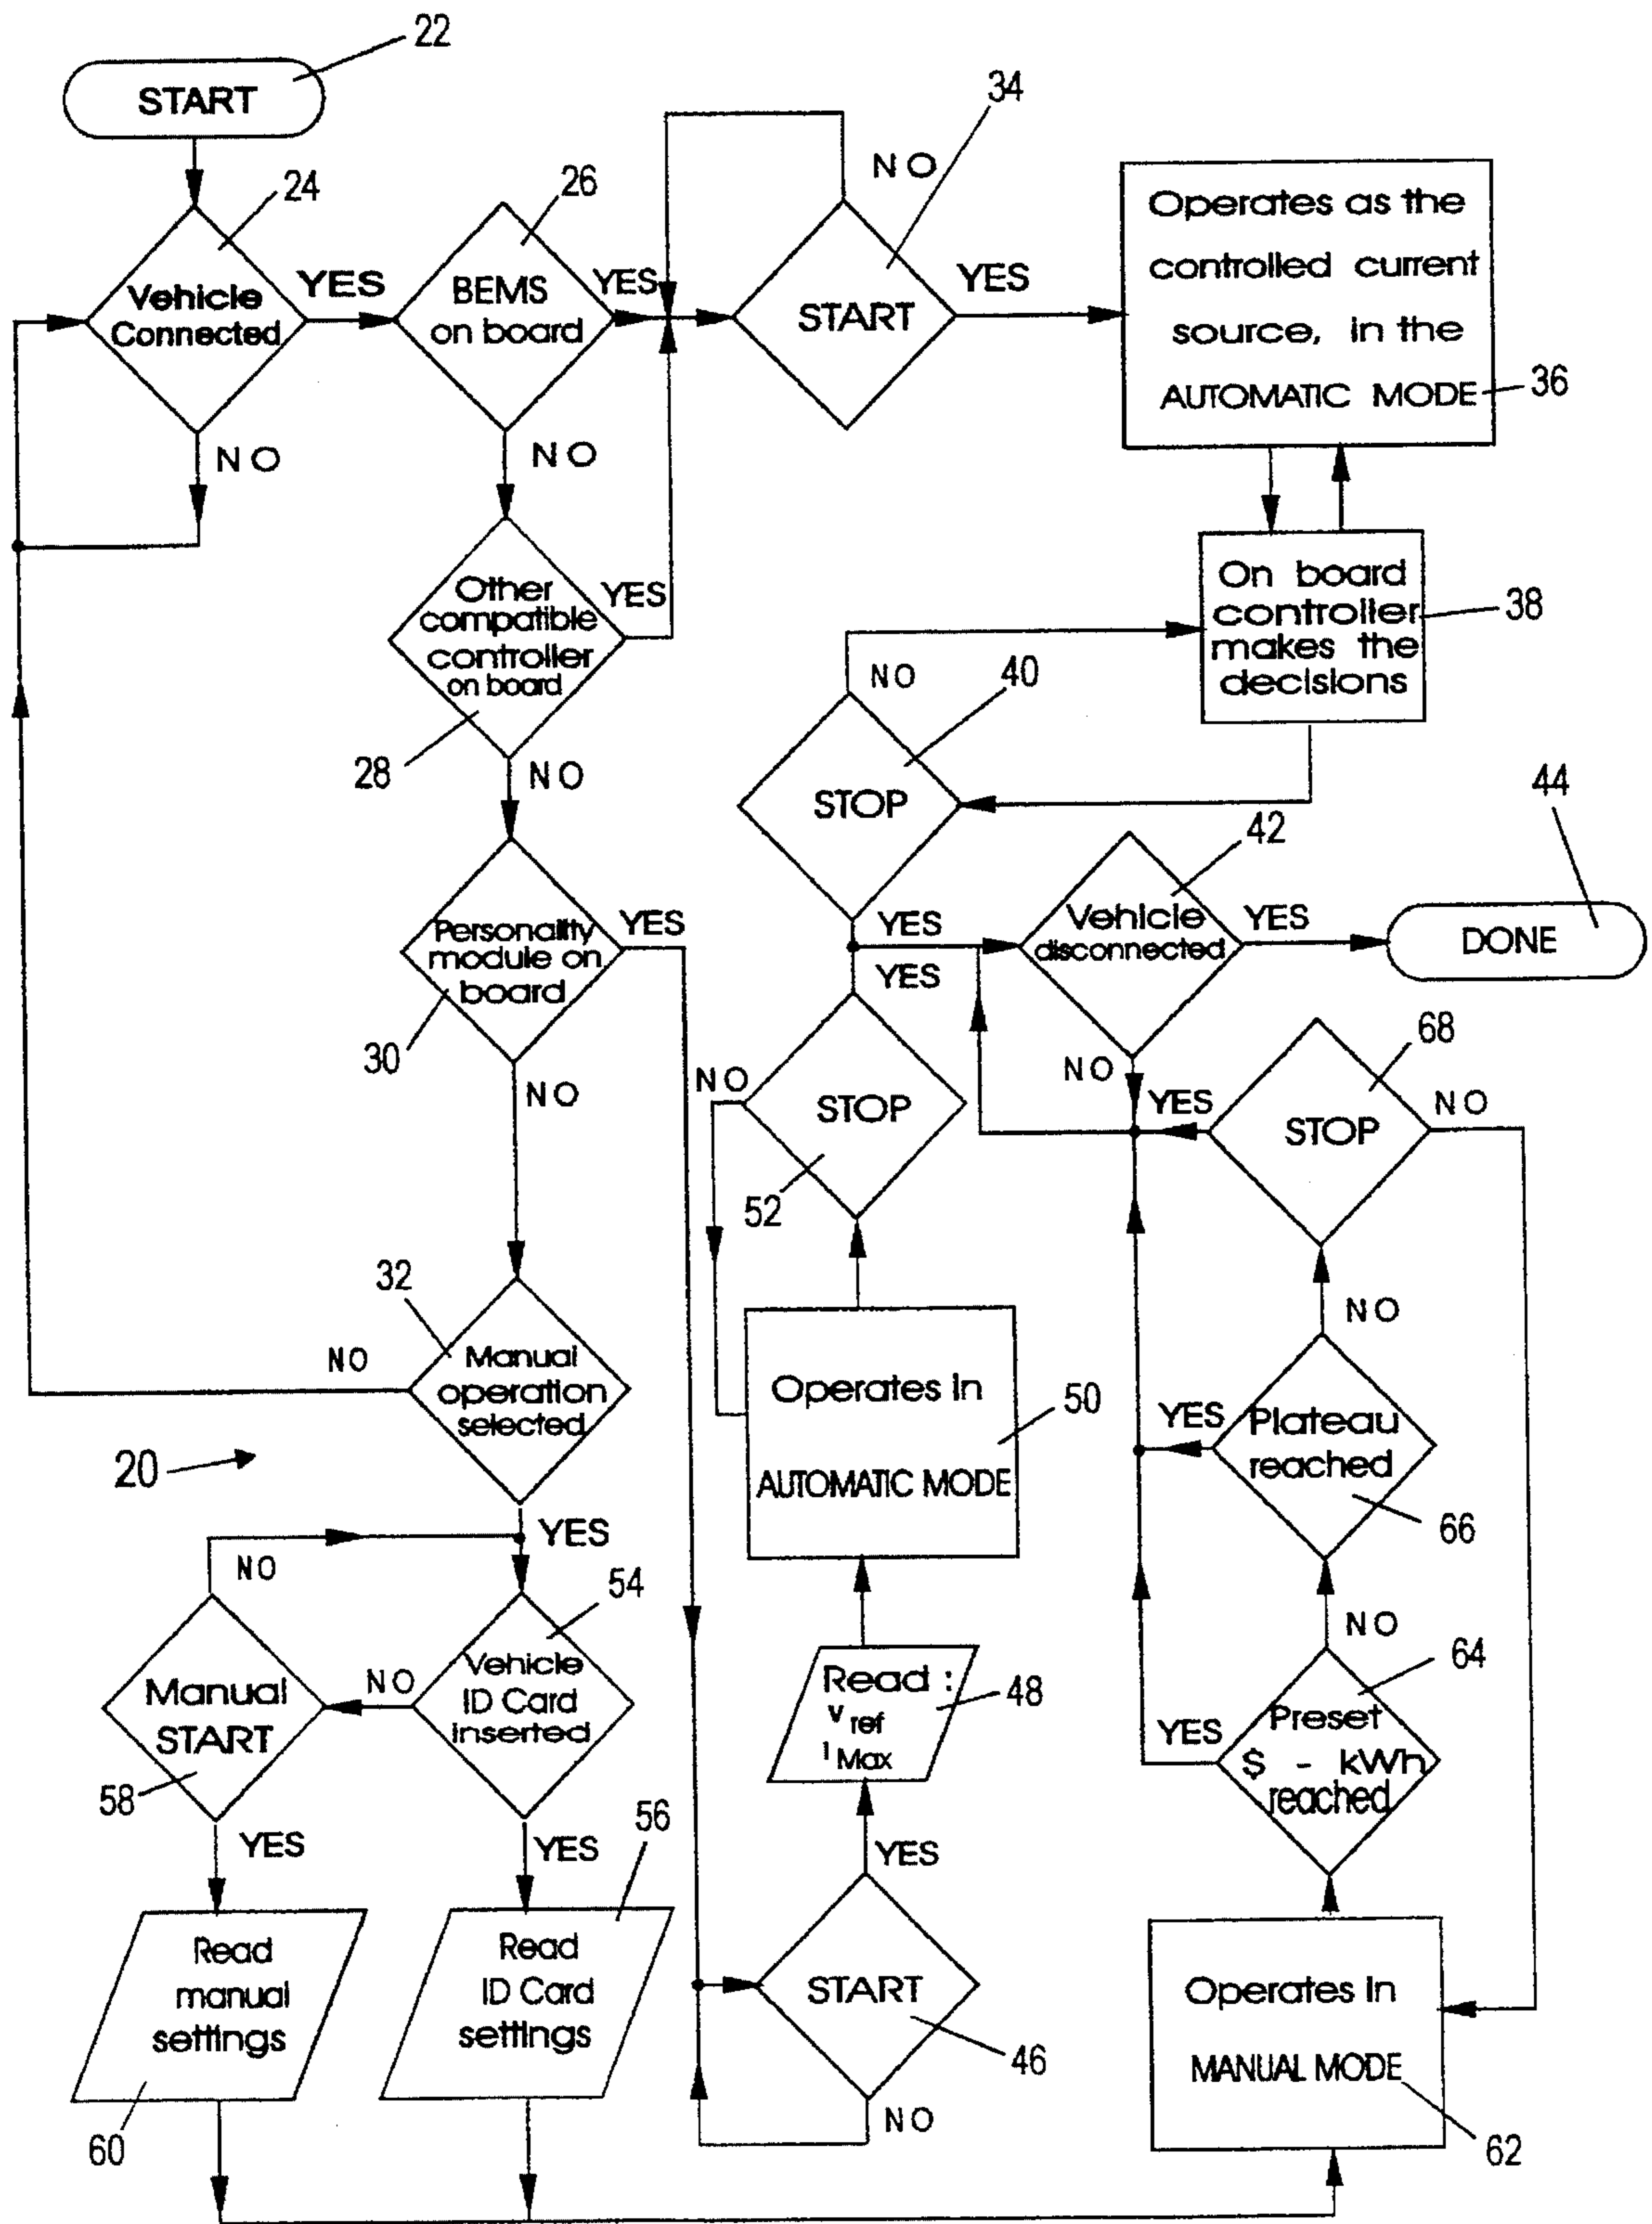 22
START
34
NO
24
26
Vehicle
Connected
YES
BEMS
on board
YES
START
YES
Operates as the
controlled current
source, in the
AUTOMATIC MODE
36
NO
NO
Other
compatible
controller
on board
YES
28
NO
On board
controller
makes the
decisions
38
NO
40
STOP
42
44
Personality
module on
board
YES
30
NO
YES
YES
Vehicle
disconnected
YES
DONE
NO
STOP
52
NO
YES
68
STOP
NO
32
NO
Manual
operation
selected
20
YES
NO
Operates in
AUTOMATIC MODE
50
NO
YES
Plateau
reached
66
54
Manual
START
58
NO
Vehicle
ID Card
inserted
Read :
v ref
I Max
48
NO
64
YES
Preset
$ - kWh
reached
YES
YES
56
YES
Read
manual
settings
60
Read
ID Card
settings
START
46
NO
Operates in
MANUAL MODE
62